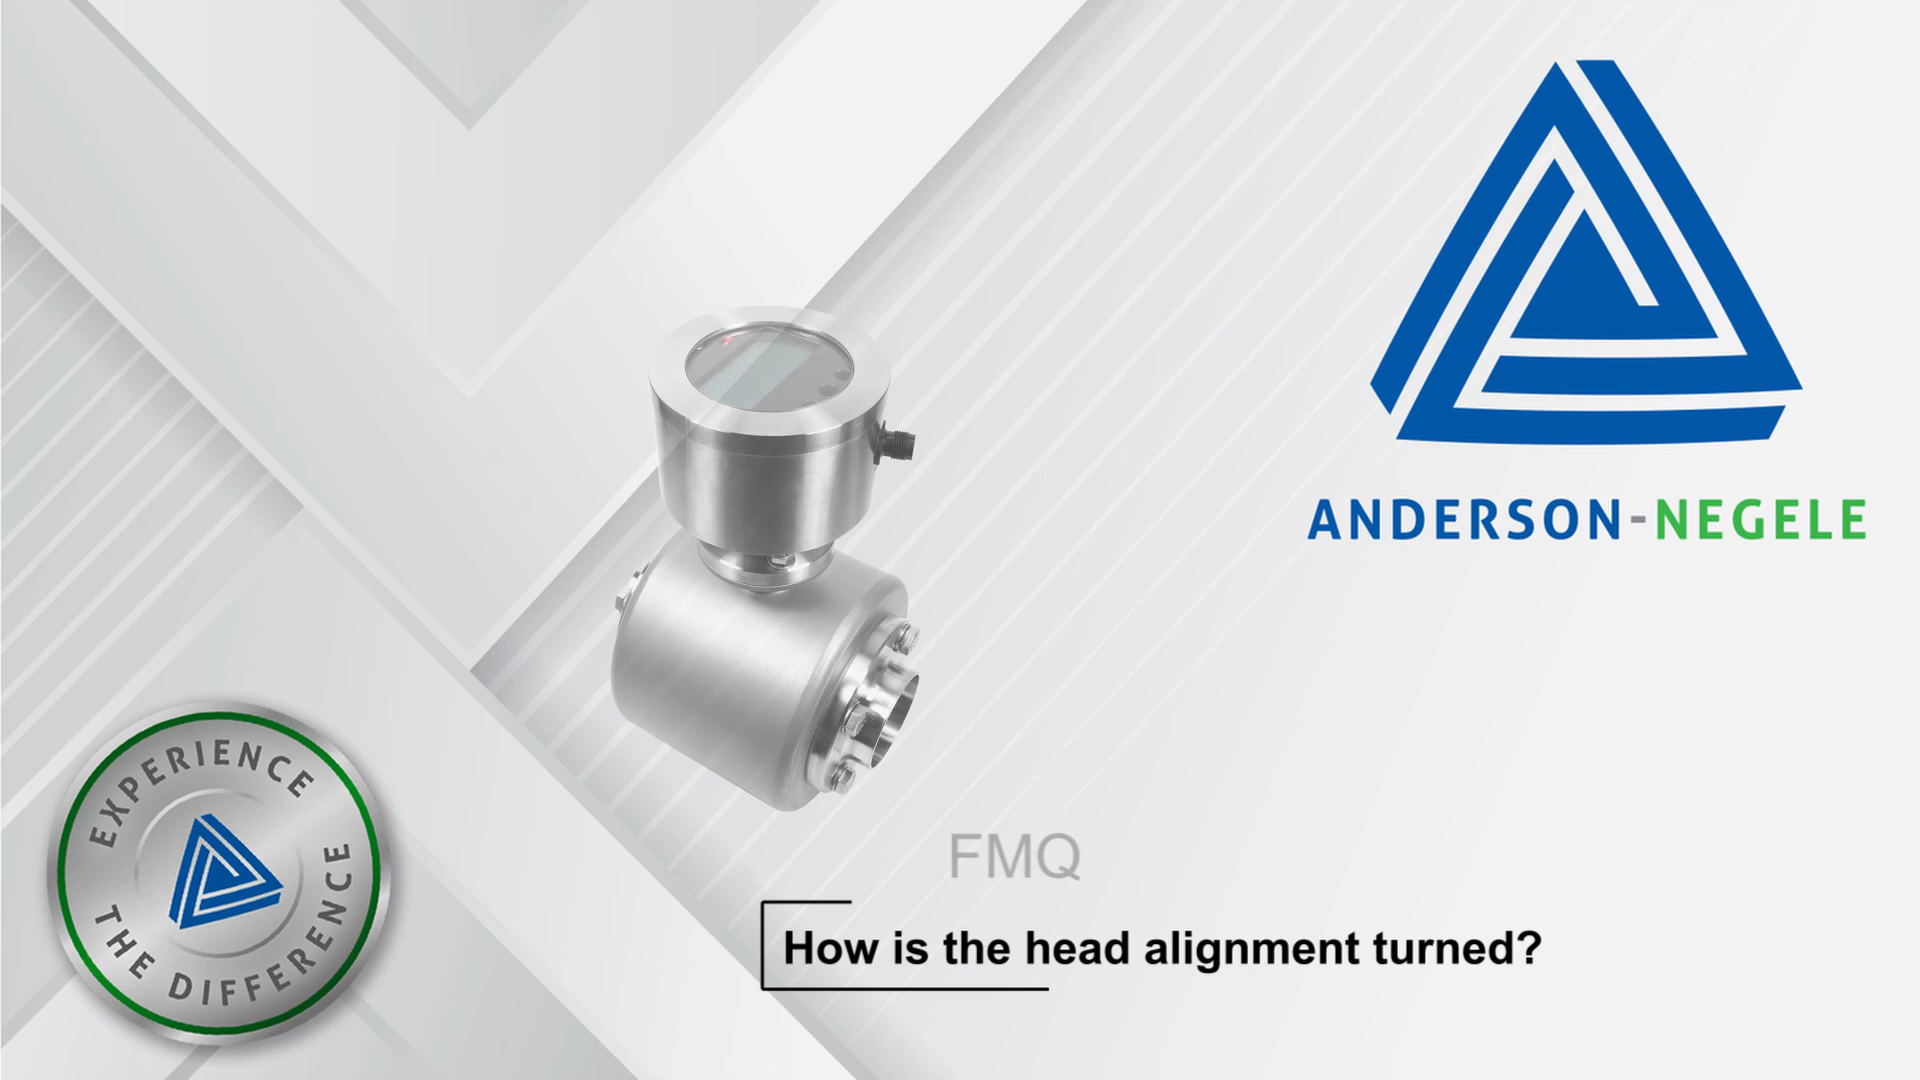 ANDERSON-NEGELE
EXPERIENCE
THE DIFFERENCE
FMQ
How is the head alignment turned?